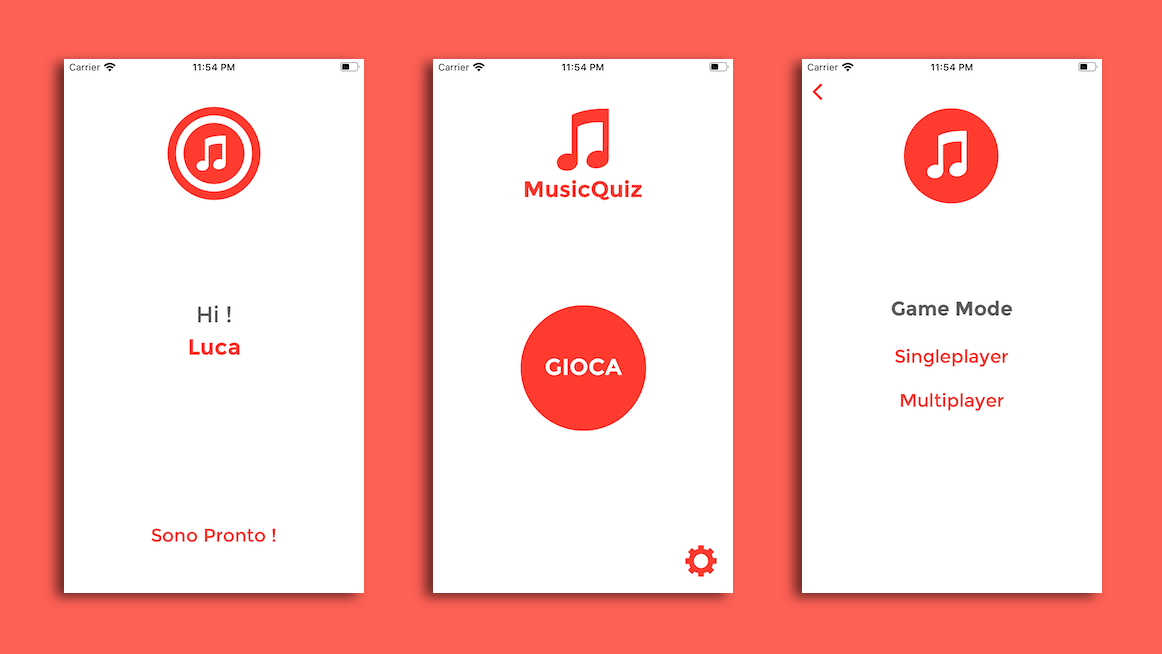 Carrier 11:54 PM
Hi !
Luca
Sono Pronto !
Carrier 11:54 PM
MusicQuiz
GIOCA
Carrier 11:54 PM
Game Mode
Singleplayer
Multiplayer